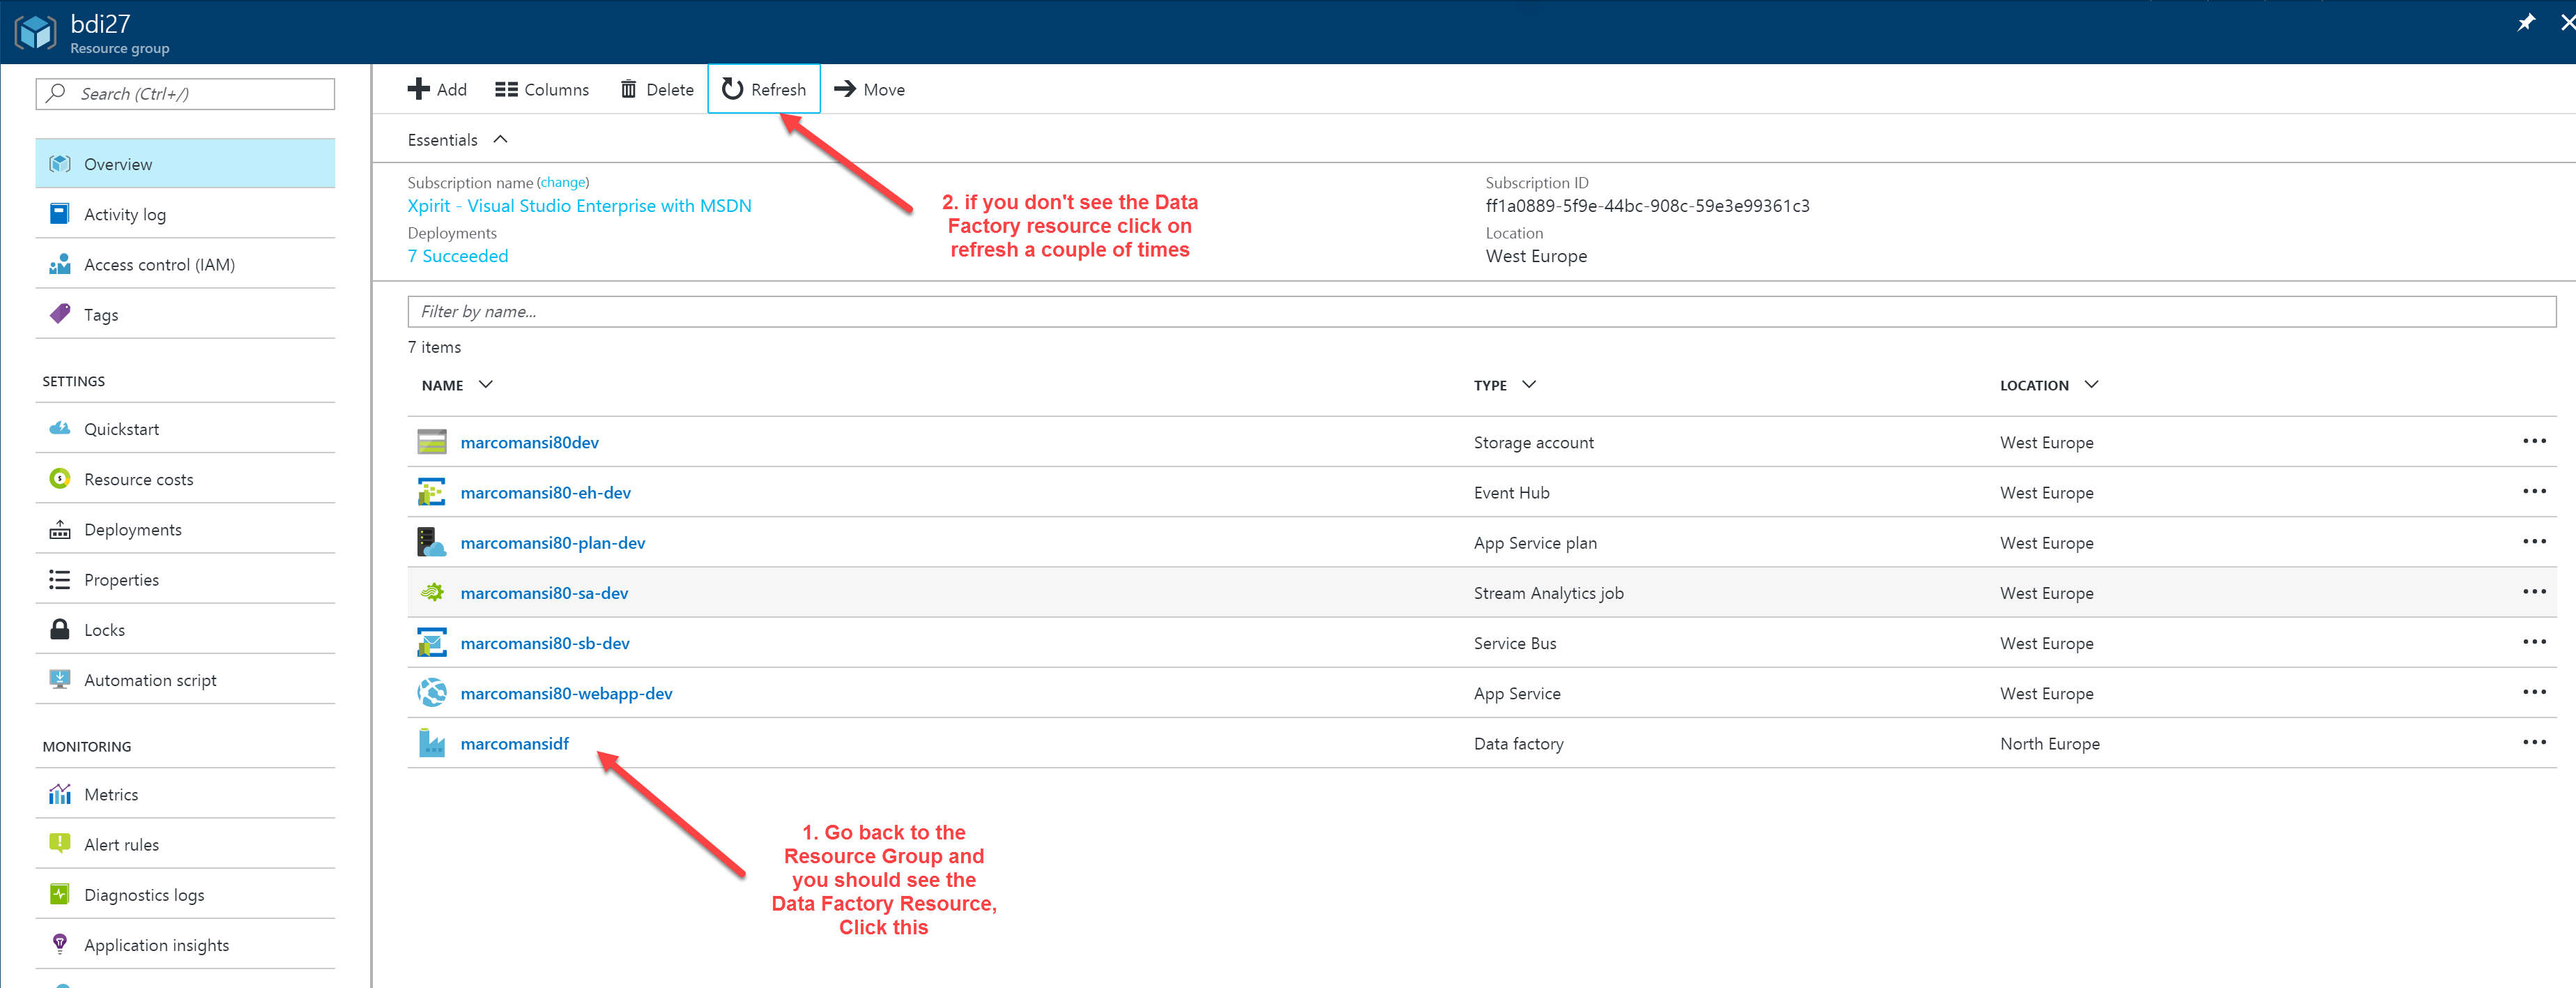 bdi27
Resource group
Search (Ctrl+/)
Overview
Activity log
Access control (IAM)
Tags
SETTINGS
Quickstart
Resource costs
Deployments
Properties
Locks
Automation script
MONITORING
Metrics
Alert rules
Diagnostics logs
Application insights
Add Columns Delete Refresh Move
Essentials
Subscription name (change)
Xpirit - Visual Studio Enterprise with MSDN
Deployments
7 Succeeded
2. if you don't see the Data
Factory resource click on
refresh a couple of times
Subscription ID
ff1a0889-5f9e-44bc-908c-59e3e99361c3
Location
West Europe
Filter by name...
7 items
NAME TYPE LOCATION
marcomansi80dev Storage account West Europe
marcomansi80-eh-dev Event Hub West Europe
marcomansi80-plan-dev App Service plan West Europe
marcomansi80-sa-dev Stream Analytics job West Europe
marcomansi80-sb-dev Service Bus West Europe
marcomansi80-webapp-dev App Service West Europe
marcomansidf Data factory North Europe
1. Go back to the
Resource Group and
you should see the
Data Factory Resource,
Click this